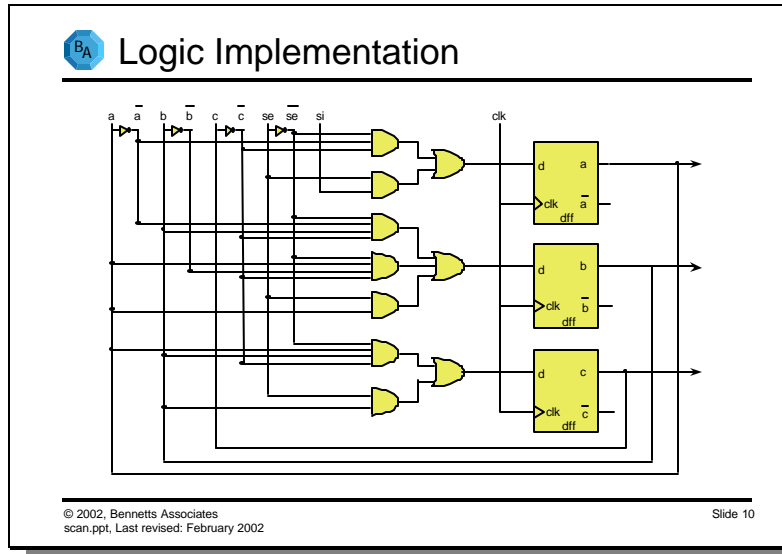 BA Logic Implementation
a a̅ b b̅ c c̅ se s̅e̅ si clk
d a
clk a̅
dff
d b
clk b̅
dff
d c
clk c̅
dff
© 2002, Bennetts Associates Slide 10
scan.ppt, Last revised: February 2002